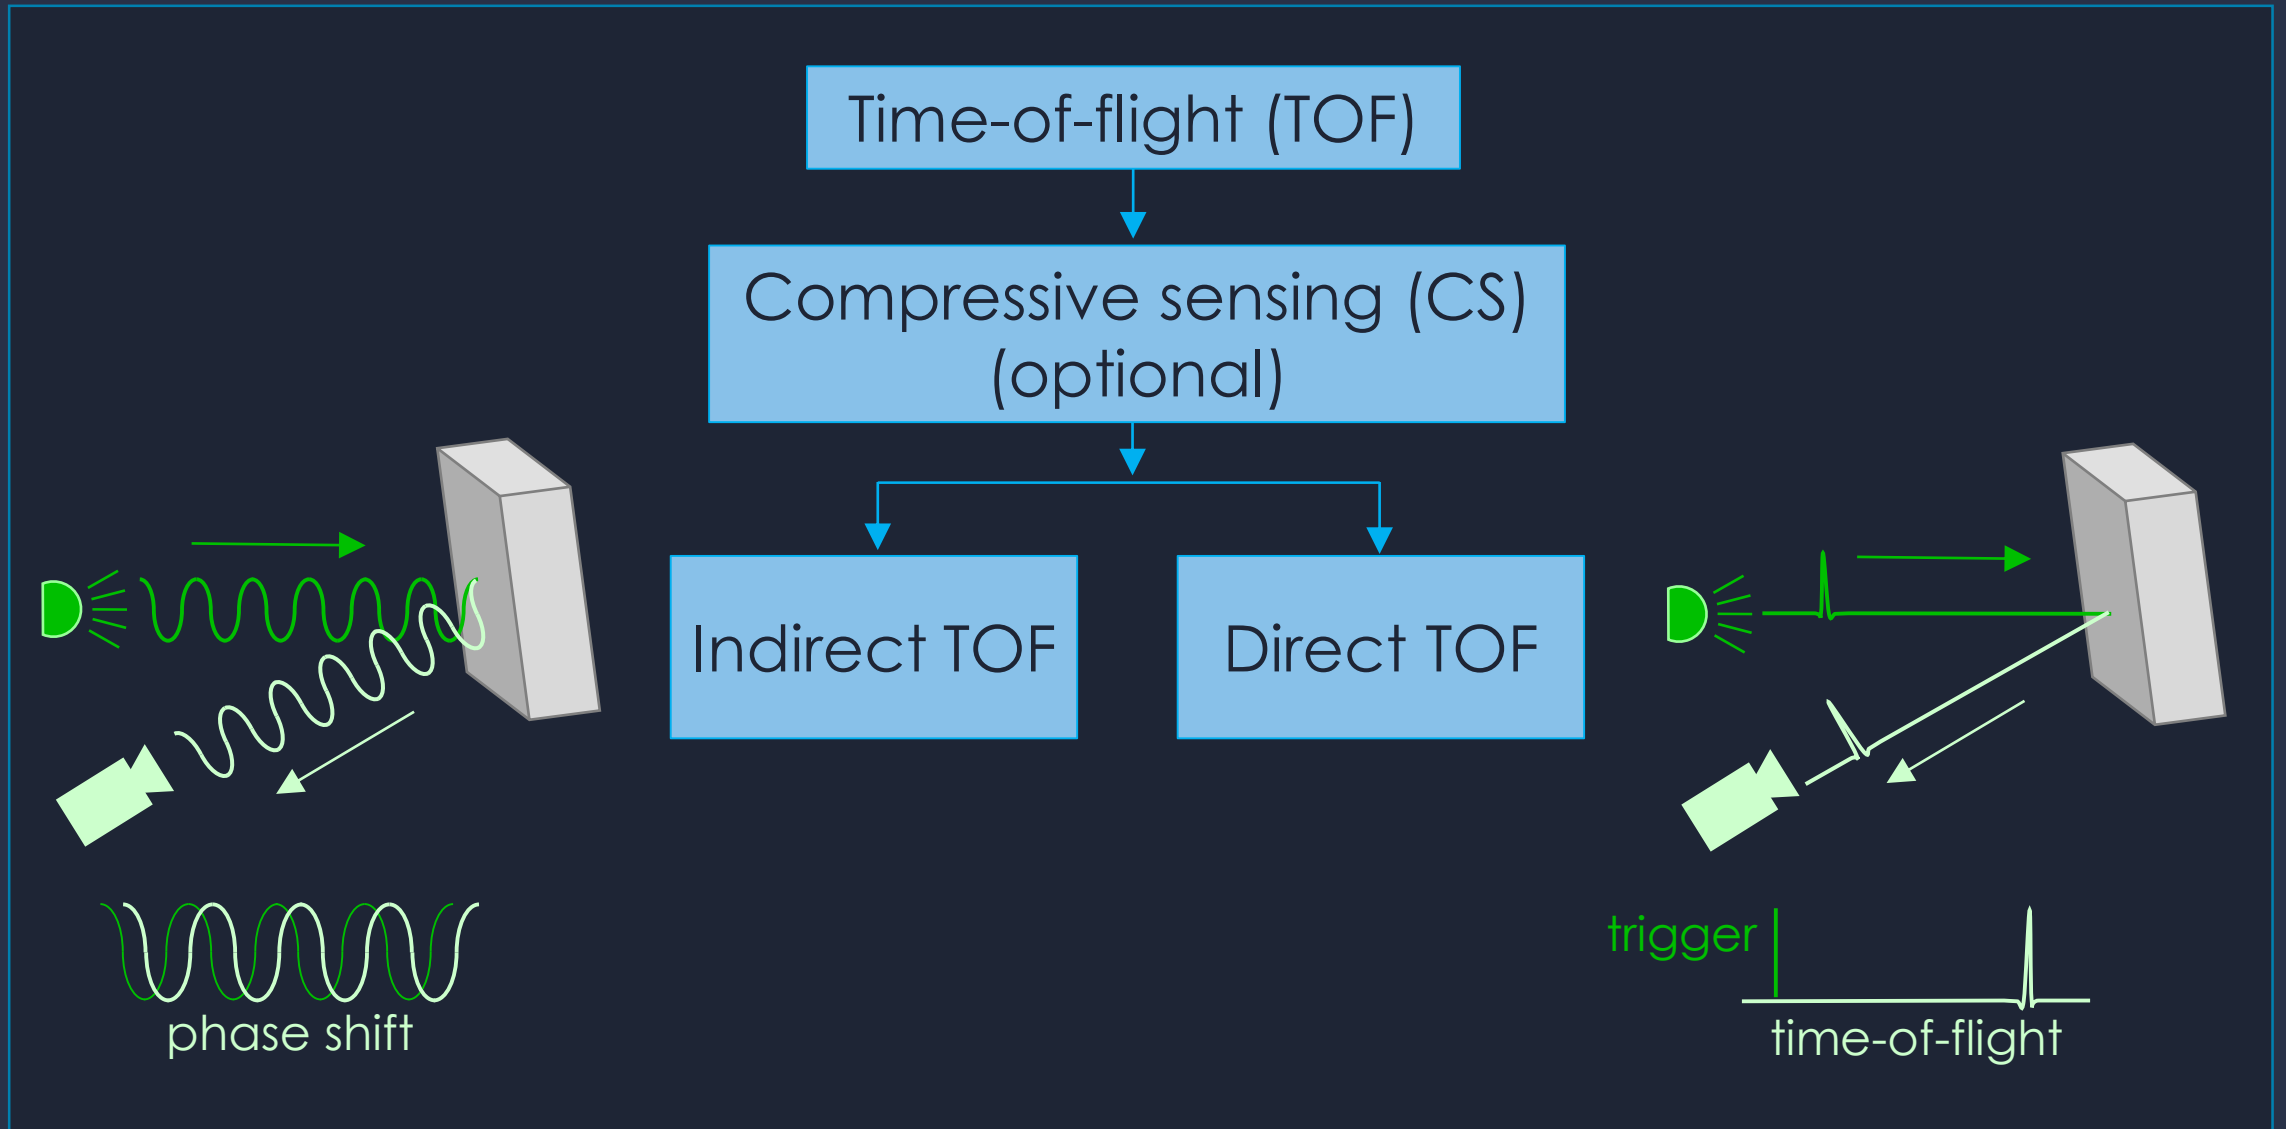 Time-of-flight (TOF)
Compressive sensing (CS)
(optional)
Indirect TOF
Direct TOF
phase shift
trigger
time-of-flight